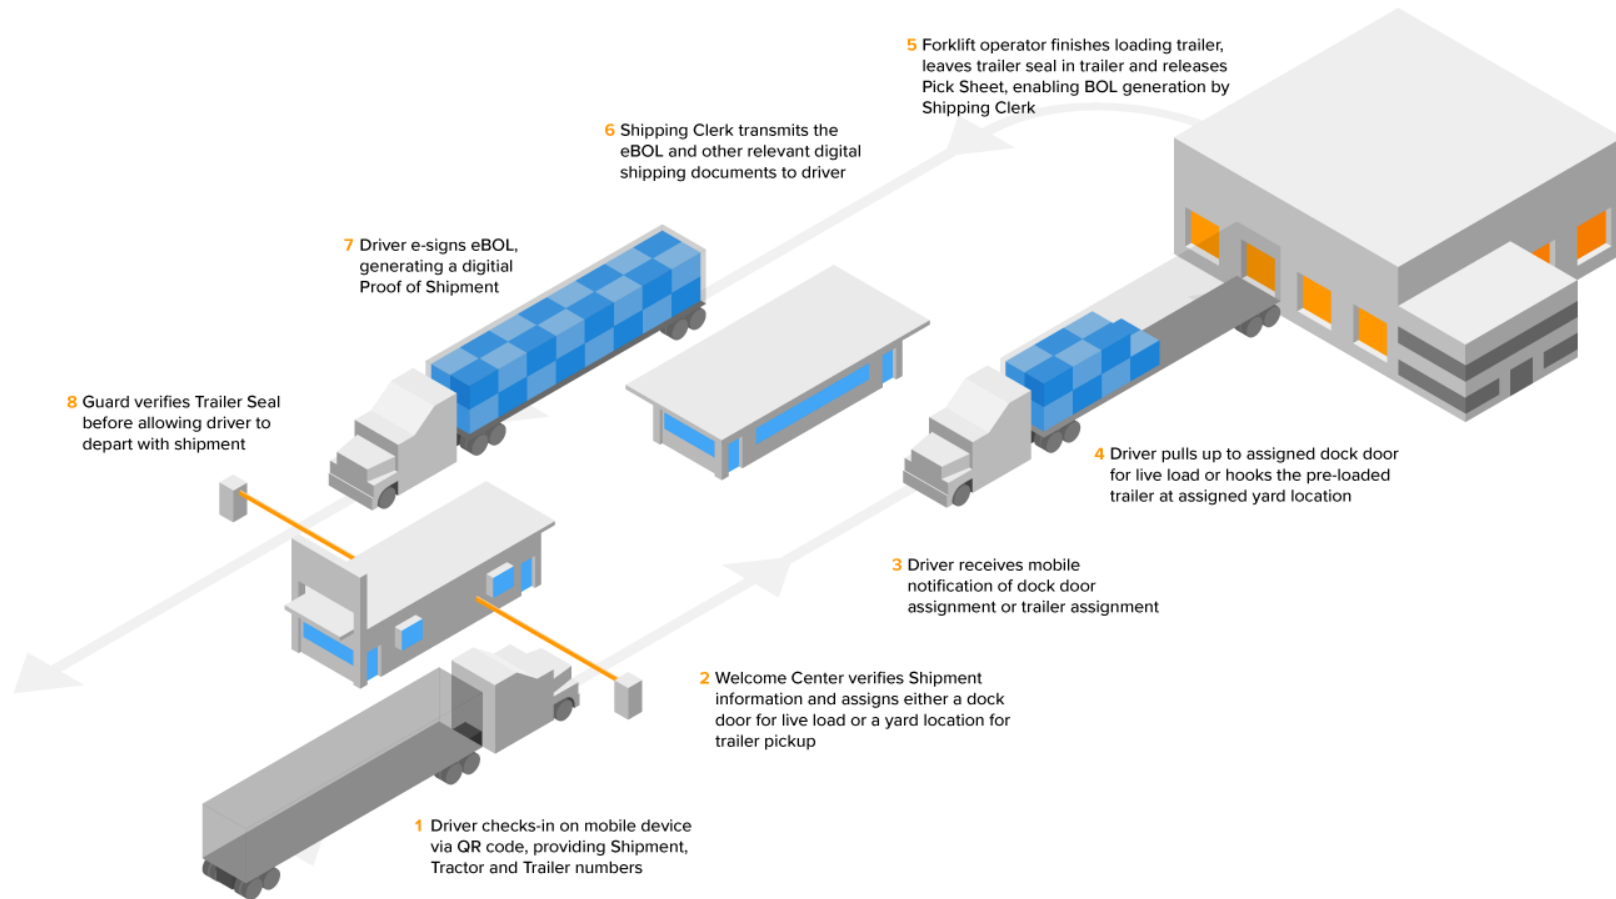 5 Forklift operator finishes loading trailer,
leaves trailer seal in trailer and releases
Pick Sheet, enabling BOL generation by
Shipping Clerk
6 Shipping Clerk transmits the
eBOL and other relevant digital
shipping documents to driver
7 Driver e-signs eBOL,
generating a digitial
Proof of Shipment
8 Guard verifies Trailer Seal
before allowing driver to
depart with shipment
4 Driver pulls up to assigned dock door
for live load or hooks the pre-loaded
trailer at assigned yard location
3 Driver receives mobile
notification of dock door
assignment or trailer assignment
2 Welcome Center verifies Shipment
information and assigns either a dock
door for live load or a yard location for
trailer pickup
1 Driver checks-in on mobile device
via QR code, providing Shipment,
Tractor and Trailer numbers